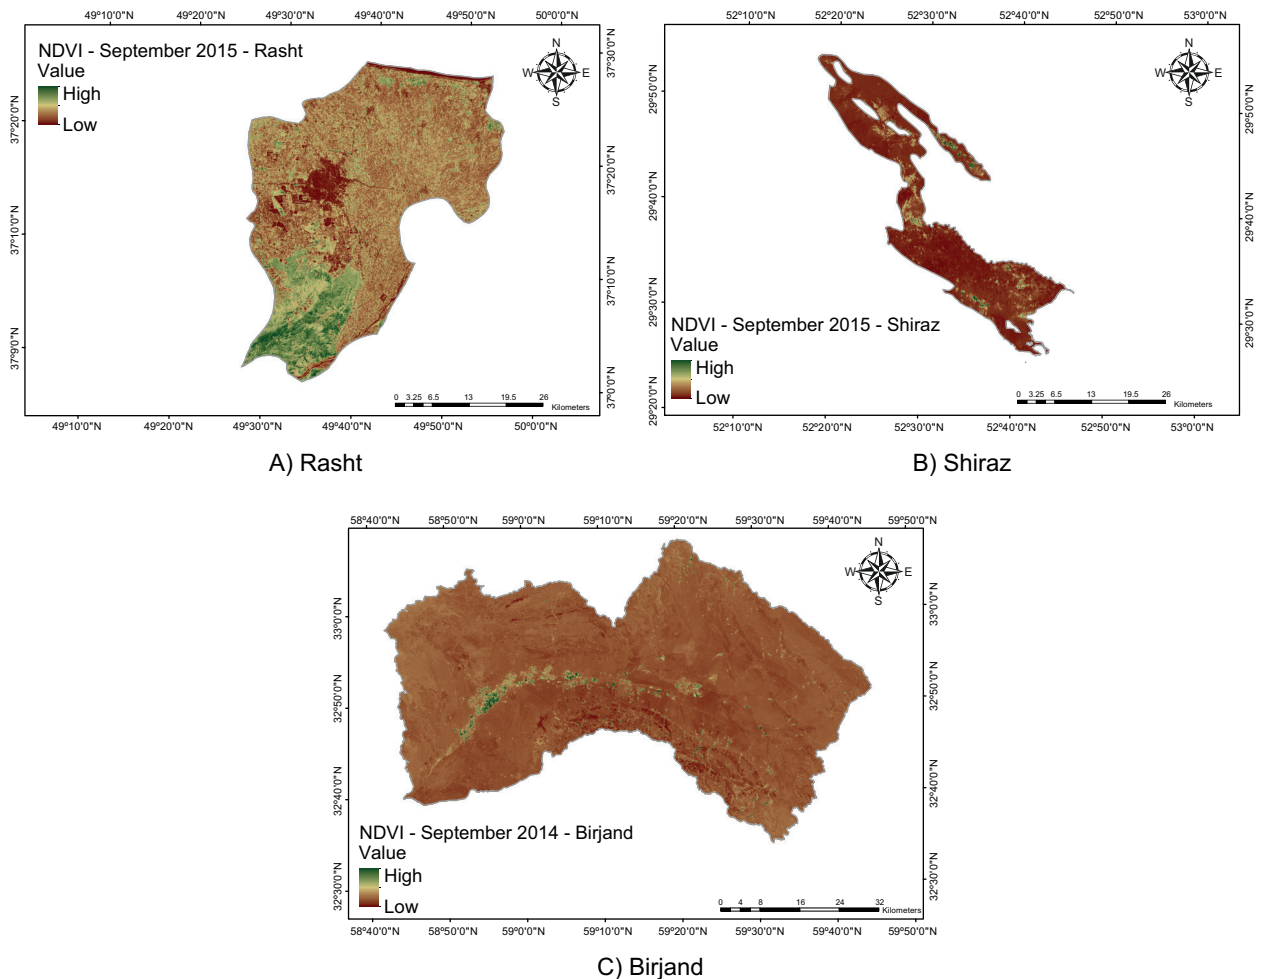 49°10'0"N 49°20'0"N 49°30'0"N 49°40'0"N 49°50'0"N 50°0'0"N
NDVI - September 2015 - Rasht
Value
High
Low
N
W E
S
37°20'0"N
37°10'0"N
37°9'0"N
37°30'0"N
37°20'0"N
37°10'0"N
37°0'0"N
0 3.25 6.5 13 19.5 26
Kilometers
49°10'0"N 49°20'0"N 49°30'0"N 49°40'0"N 49°50'0"N 50°0'0"N
A) Rasht
52°10'0"N 52°20'0"N 52°30'0"N 52°40'0"N 52°50'0"N 53°0'0"N
N
W E
S
29°50'0"N
29°40'0"N
29°30'0"N
29°20'0"N
29°50'0"N
29°40'0"N
29°30'0"N
NDVI - September 2015 - Shiraz
Value
High
Low
0 3.25 6.5 13 19.5 26
Kilometers
52°10'0"N 52°20'0"N 52°30'0"N 52°40'0"N 52°50'0"N 53°0'0"N
B) Shiraz
58°40'0"N 58°50'0"N 59°0'0"N 59°10'0"N 59°20'0"N 59°30'0"N 59°40'0"N 59°50'0"N
N
W E
S
33°0'0"N
32°50'0"N
32°40'0"N
32°30'0"N
33°0'0"N
32°50'0"N
32°40'0"N
32°30'0"N
NDVI - September 2014 - Birjand
Value
High
Low
0 4 8 16 24 32
Kilometers
58°40'0"N 58°50'0"N 59°0'0"N 59°10'0"N 59°20'0"N 59°30'0"N 59°40'0"N 59°50'0"N
C) Birjand